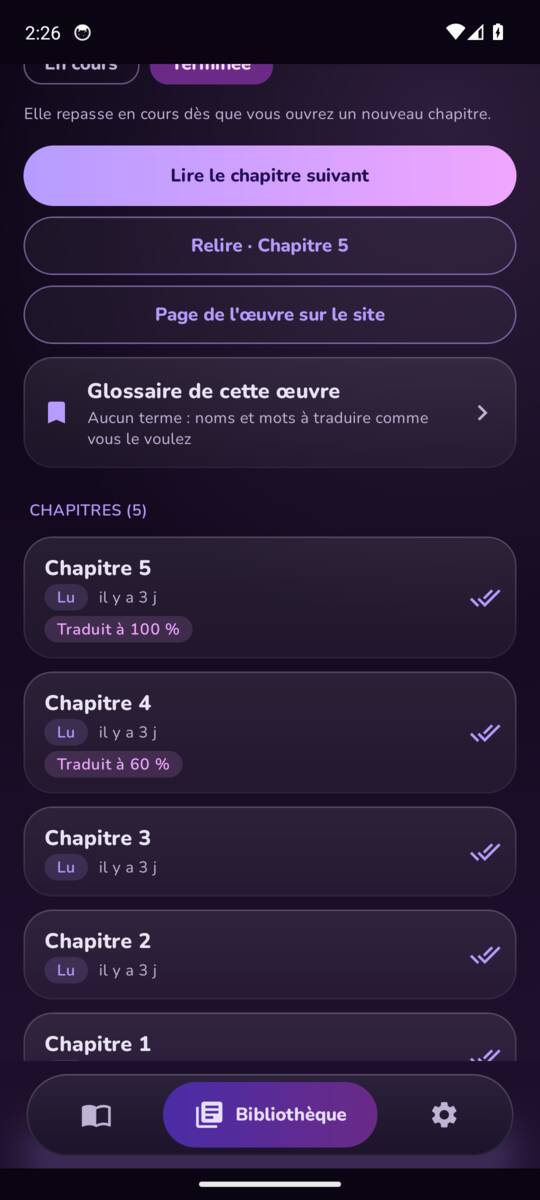 2:26
En cours
Terminée
Elle repasse en cours dès que vous ouvrez un nouveau chapitre.
Lire le chapitre suivant
Relire · Chapitre 5
Page de l'œuvre sur le site
Glossaire de cette œuvre
Aucun terme : noms et mots à traduire comme
vous le voulez
CHAPITRES (5)
Chapitre 5
Lu il y a 3 j
Traduit à 100 %
Chapitre 4
Lu il y a 3 j
Traduit à 60 %
Chapitre 3
Lu il y a 3 j
Chapitre 2
Lu il y a 3 j
Chapitre 1
Bibliothèque